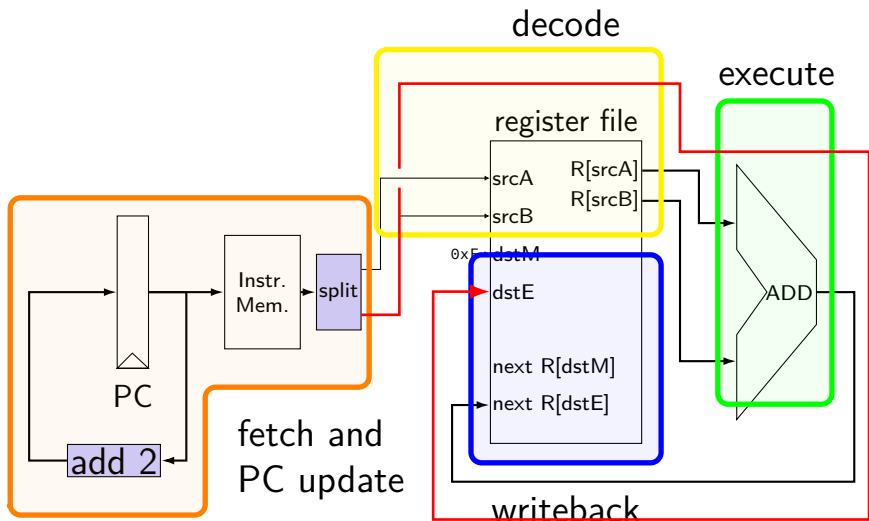 decode
execute
register file
srcA
R[srcA]
R[srcB]
srcB
0xF
dstM
Instr.
Mem.
split
dstE
ADD
next R[dstM]
PC
next R[dstE]
fetch and
PC update
add 2
writeback